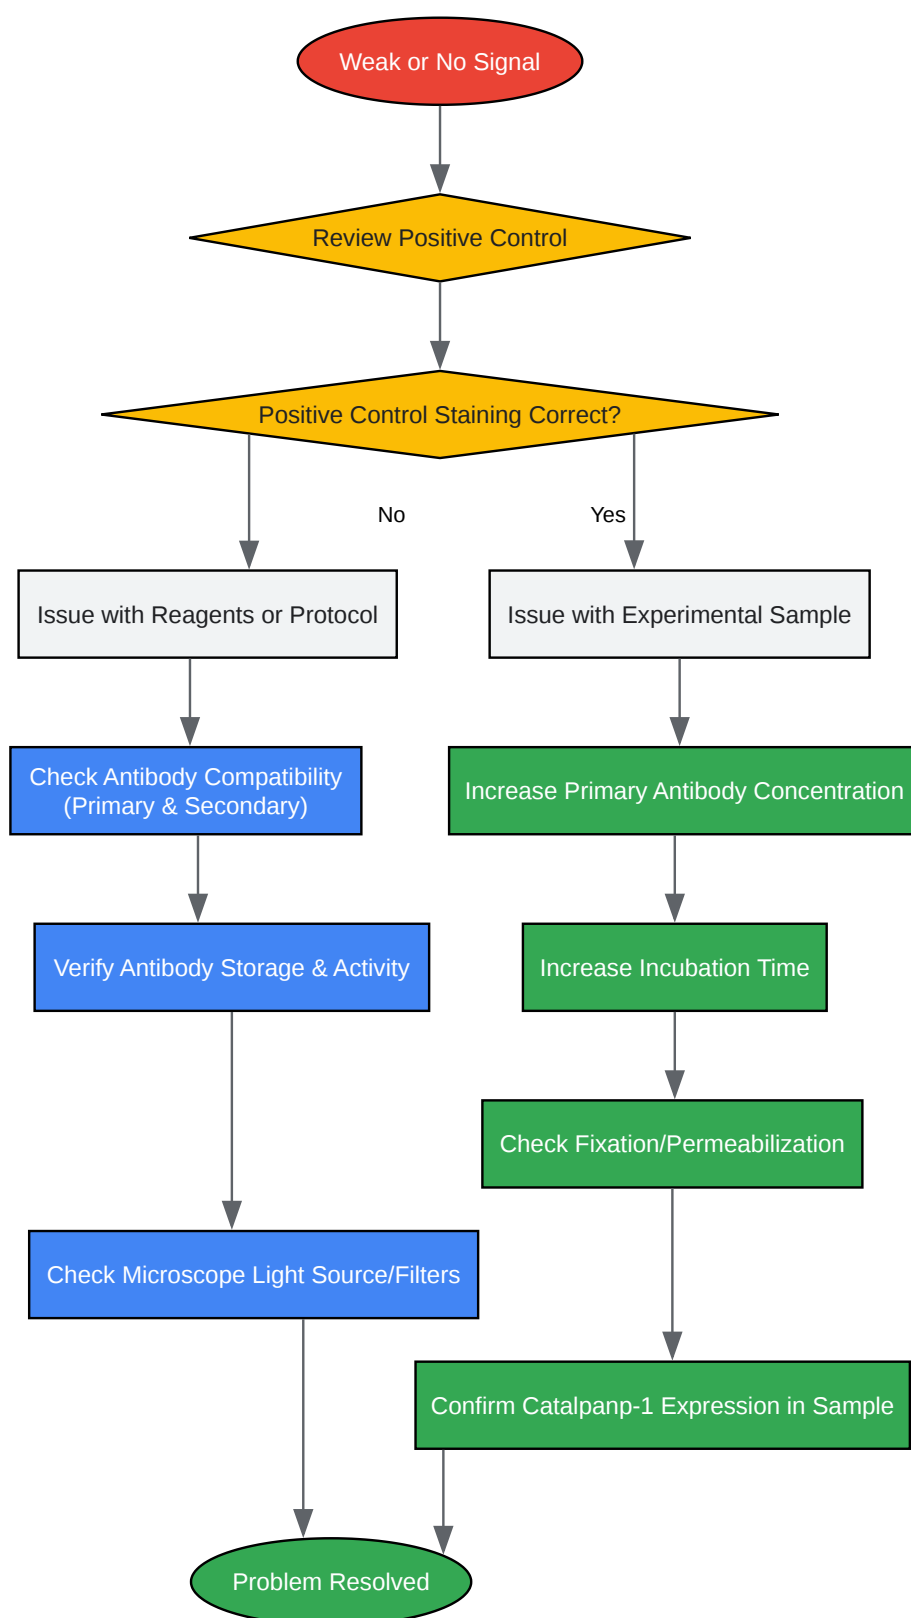 Weak or No Signal
Review Positive Control
Positive Control Staining Correct?
No
Yes
Issue with Reagents or Protocol
Issue with Experimental Sample
Check Antibody Compatibility
(Primary & Secondary)
Increase Primary Antibody Concentration
Verify Antibody Storage & Activity
Increase Incubation Time
Check Fixation/Permeabilization
Check Microscope Light Source/Filters
Confirm Catalpanp-1 Expression in Sample
Problem Resolved